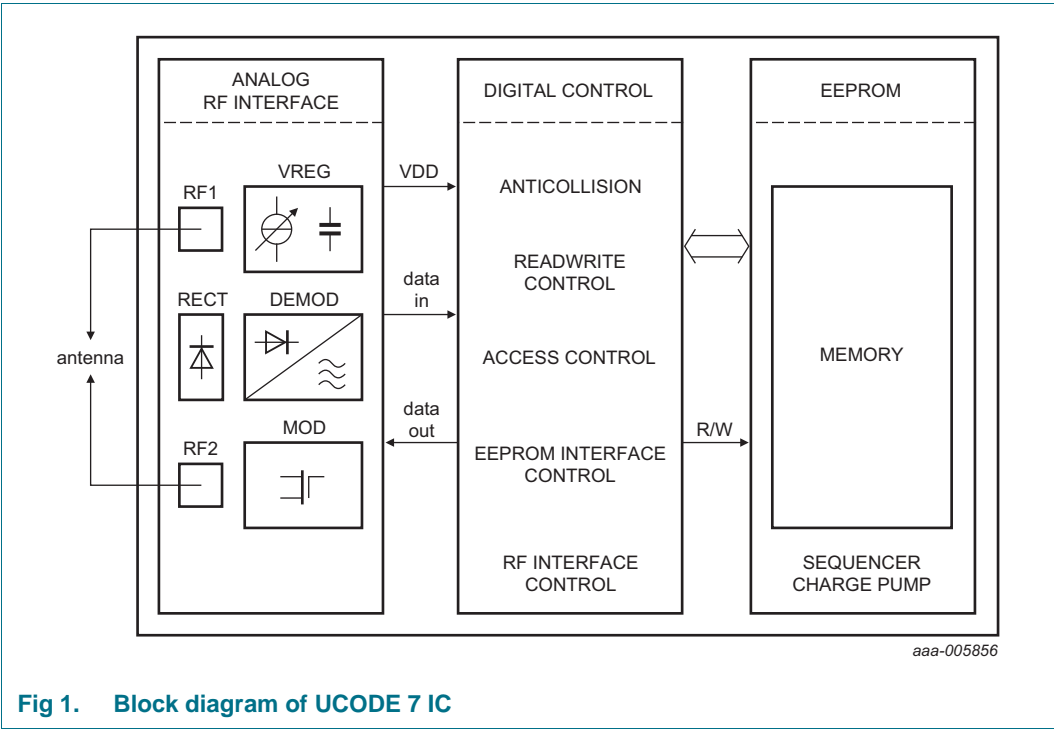 ANALOG
RF INTERFACE
RF1
VREG
RECT
DEMOD
RF2
MOD
antenna
VDD
data
in
data
out
DIGITAL CONTROL
ANTICOLLISION
READWRITE
CONTROL
ACCESS CONTROL
EEPROM INTERFACE
CONTROL
RF INTERFACE
CONTROL
R/W
EEPROM
MEMORY
SEQUENCER
CHARGE PUMP
aaa-005856
Fig 1. Block diagram of UCODE 7 IC